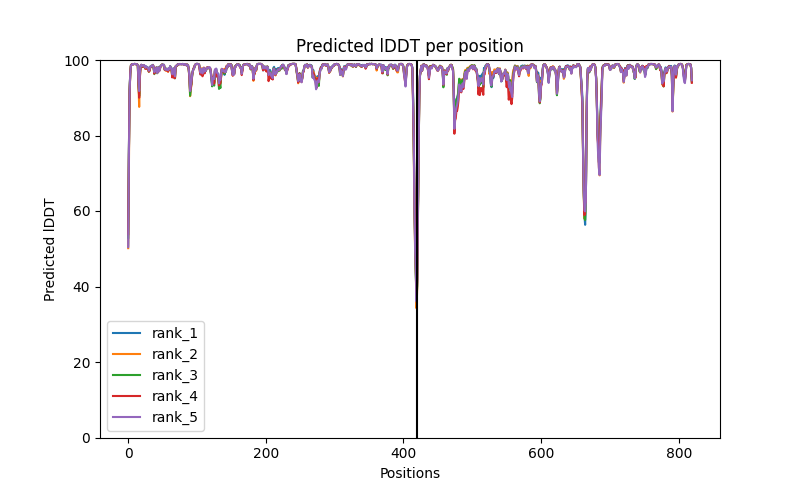 Predicted lDDT per position
100
80
60
40
20
0
Predicted lDDT
rank_1
rank_2
rank_3
rank_4
rank_5
0 200 400 600 800
Positions